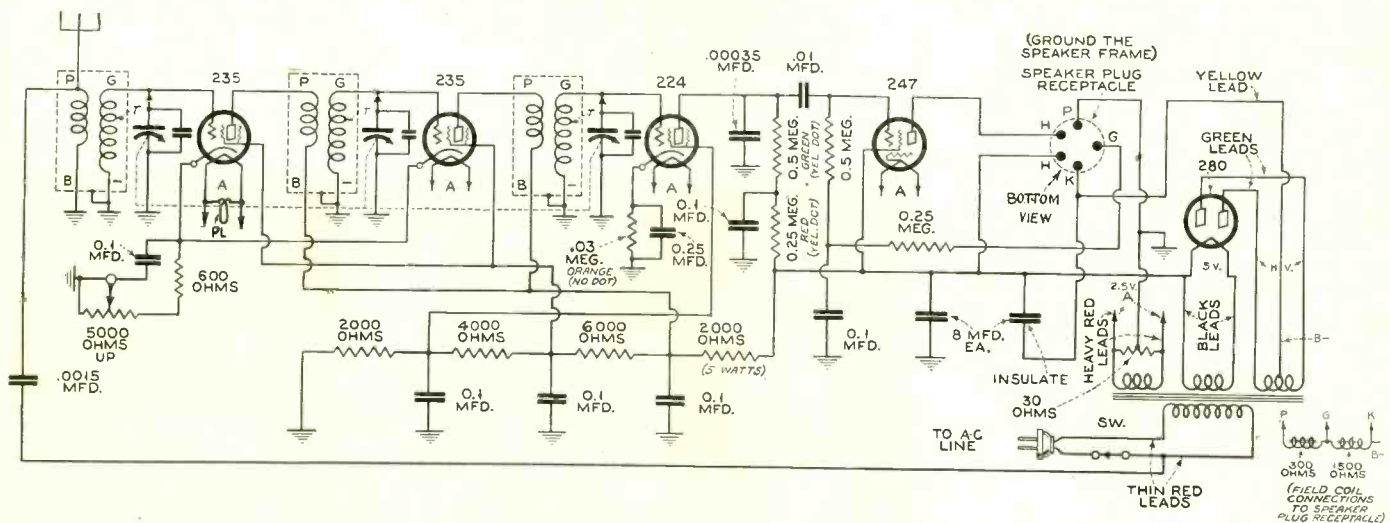 P
G
235
T
B
A
PL
0.1
MFD.
600
OHMS
5000
OHMS
UP
.0015
MFD.
P
G
235
T
B
A
P
G
224
T
B
A
.03
MEG.
ORANGE
(NO DOT)
0.25
MFD.
.00035
MFD.
.01
MFD.
0.5 MEG.
GREEN
(YEL DOT)
0.1
MFD.
0.25 MEG.
RED
(YEL. DOT)
0.5 MEG.
247
A
0.25
MEG.
0.1
MFD.
8 MFD.
EA.
INSULATE
2000
OHMS
4000
OHMS
6000
OHMS
2000
OHMS
(5 WATTS)
0.1
MFD.
0.1
MFD.
0.1
MFD.
(GROUND THE
SPEAKER FRAME)
SPEAKER PLUG
RECEPTACLE
P
H
G
H
K
BOTTOM
VIEW
YELLOW
LEAD
GREEN
LEADS
280
5V.
H.V.
2.5V.
A
HEAVY RED
LEADS
BLACK
LEADS
B-
30
OHMS
SW.
TO A-C
LINE
THIN RED
LEADS
P
G
K
B-
300
OHMS
1500
OHMS
(FIELD COIL
CONNECTIONS
TO SPEAKER
PLUG RECEPTACLE)